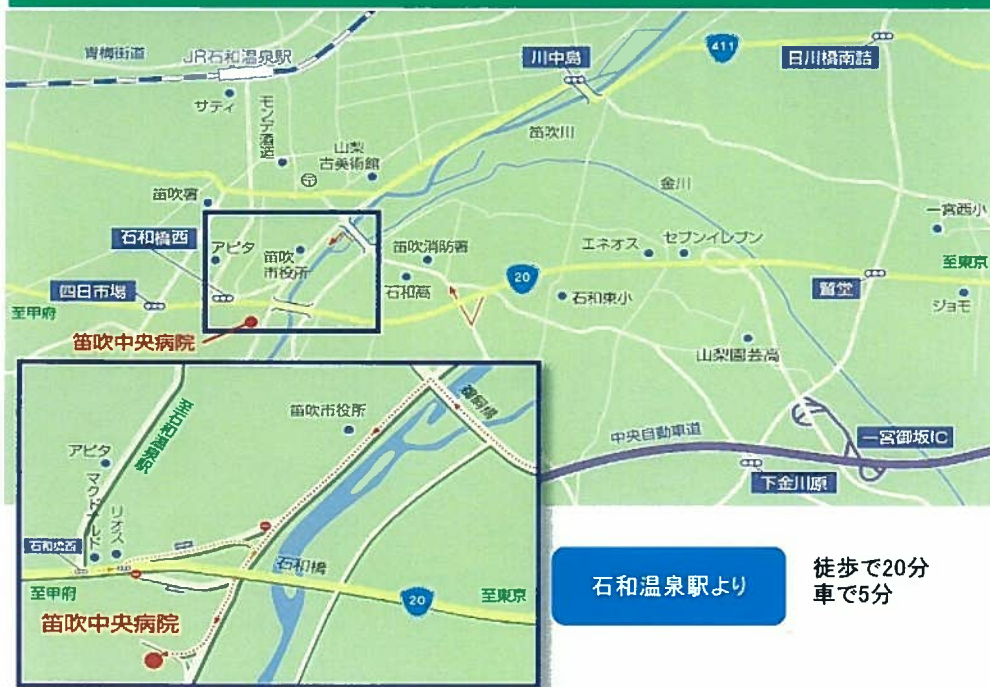 青梅街道
JR石和温泉駅
サティ
モンデ酒造
山梨
古美術館
川中島
411
日川橋南詰
笛吹川
金川
一宮西小
笛吹署
石和橋西
アピタ
笛吹
市役所
笛吹消防署
石和高
20
エネオス
セブンイレブン
至東京
四日市場
至甲府
石和東小
鵞堂
ジョモ
笛吹中央病院
山梨園芸高
中央自動車道
一宮御坂IC
下金川原
笛吹市役所
鵜飼橋
至石和温泉駅
アピタ
マクドナルド
リオス
石和橋西
石和橋
至甲府
20
至東京
笛吹中央病院
石和温泉駅より
徒歩で20分
車で5分